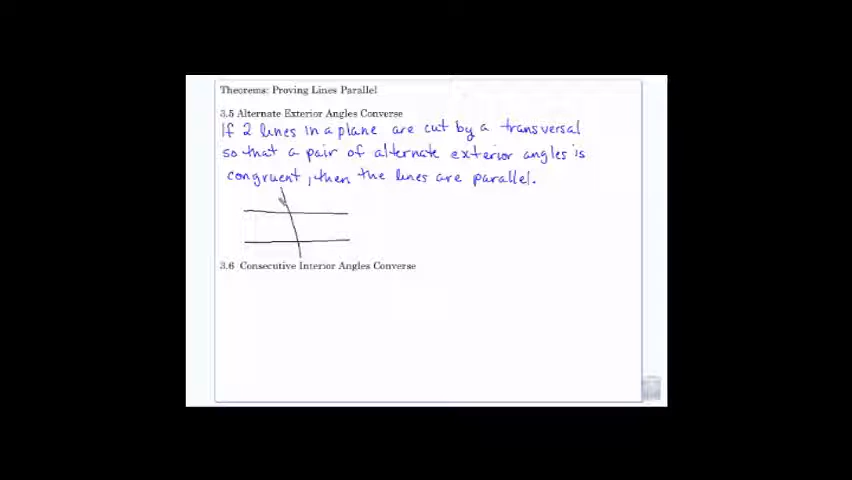 Theorems: Proving Lines Parallel
3.5 Alternate Exterior Angles Converse
If 2 lines in a plane are cut by a transversal
so that a pair of alternate exterior angles is
congruent, then the lines are parallel.
3.6 Consecutive Interior Angles Converse